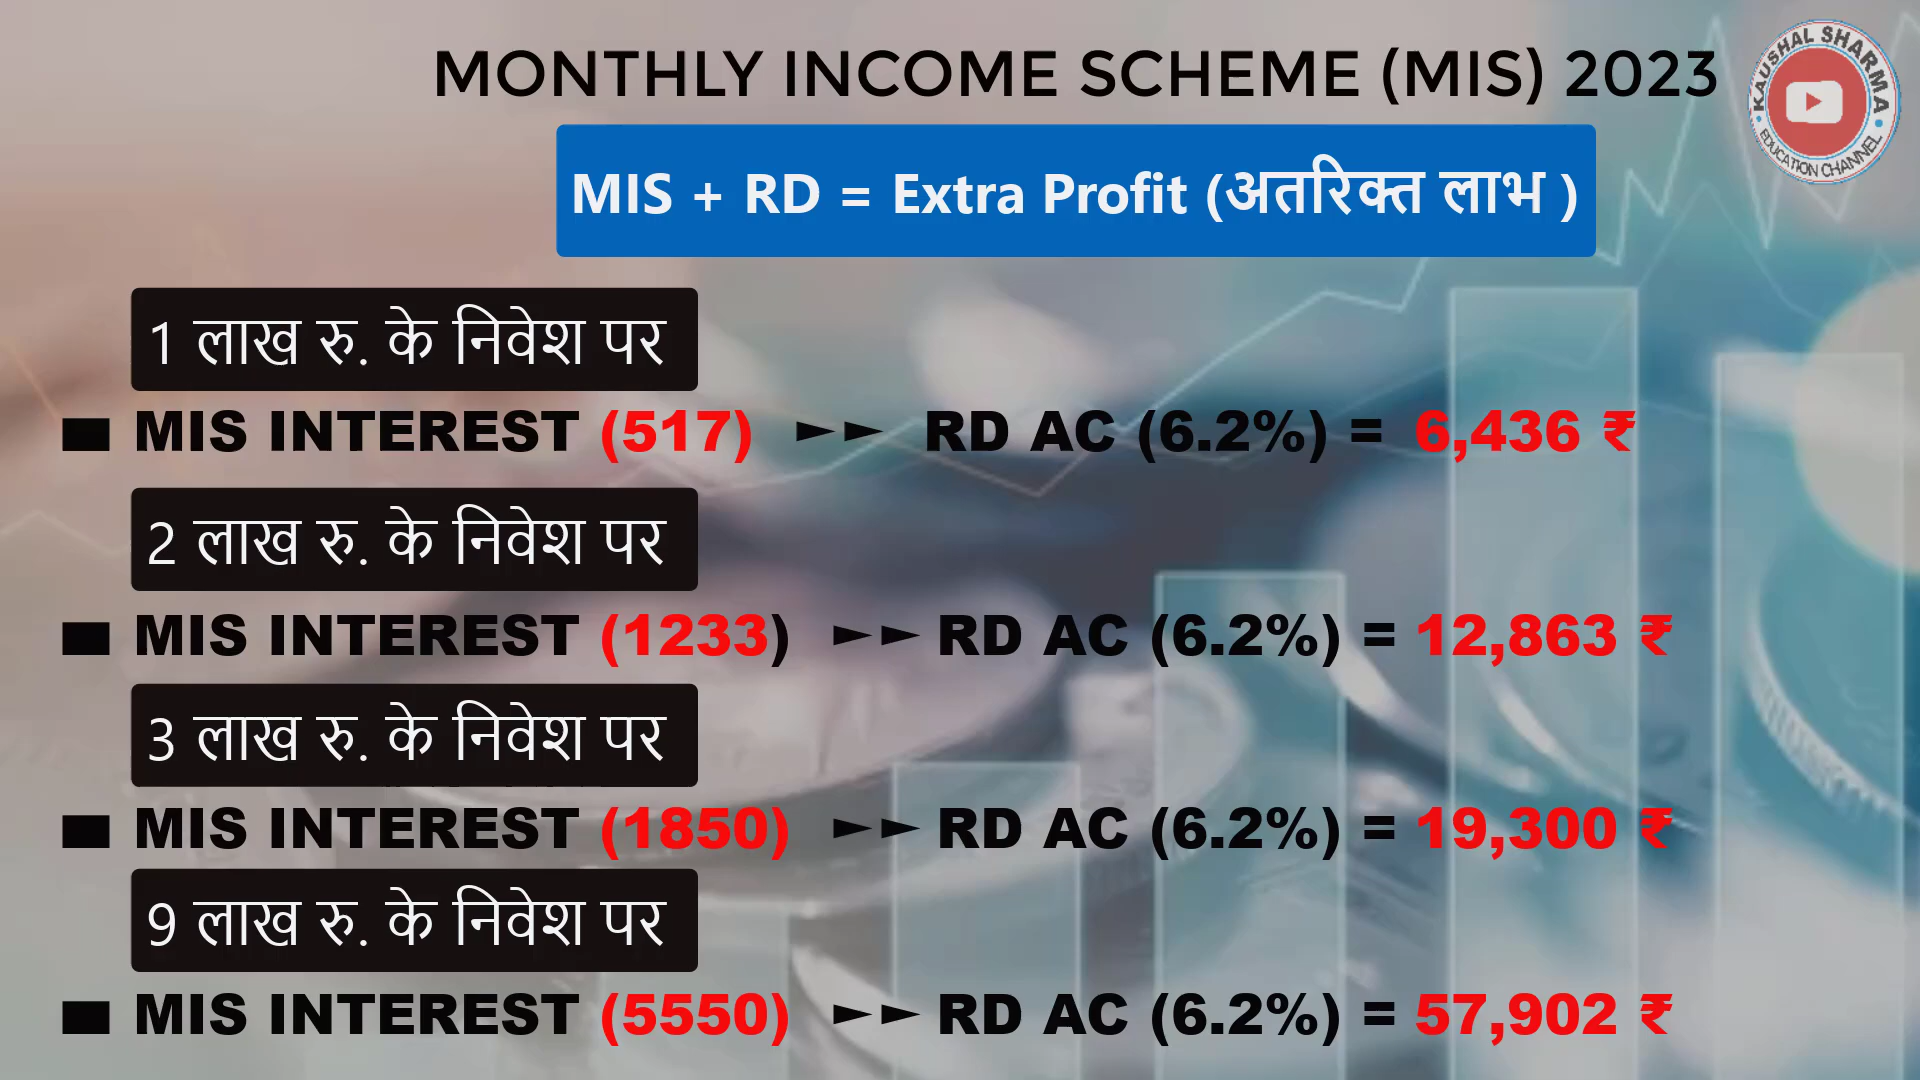 MONTHLY INCOME SCHEME (MIS) 2023
KAUSHAL SHARMA
EDUCATION CHANNEL
MIS + RD = Extra Profit (अतरिक्त लाभ )
1 लाख रु. के निवेश पर
MIS INTEREST (517) ►► RD AC (6.2%) = 6,436 ₹
2 लाख रु. के निवेश पर
MIS INTEREST (1233) ►► RD AC (6.2%) = 12,863 ₹
3 लाख रु. के निवेश पर
MIS INTEREST (1850) ►► RD AC (6.2%) = 19,300 ₹
9 लाख रु. के निवेश पर
MIS INTEREST (5550) ►► RD AC (6.2%) = 57,902 ₹